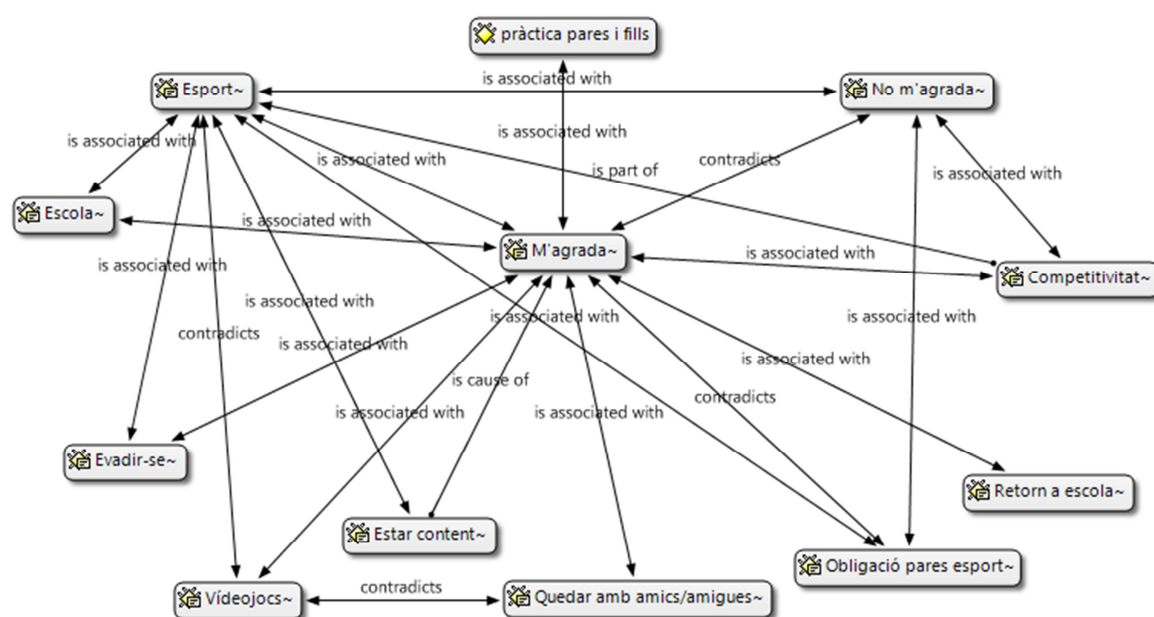 pràctica pares i fills
is associated with
Esport~
No m'agrada~
is associated with
is associated with
is associated with
contradicts
is part of
is associated with
Escola~
is associated with
M'agrada~
is associated with
Competitivitat~
is associated with
is associated with
is associated with
is associated with
contradicts
is associated with
is associated with
is cause of
contradicts
is associated with
is associated with
Evadir-se~
Retorn a escola~
Estar content~
Obligació pares esport~
contradicts
Vídeojocs~
Quedar amb amics/amigues~